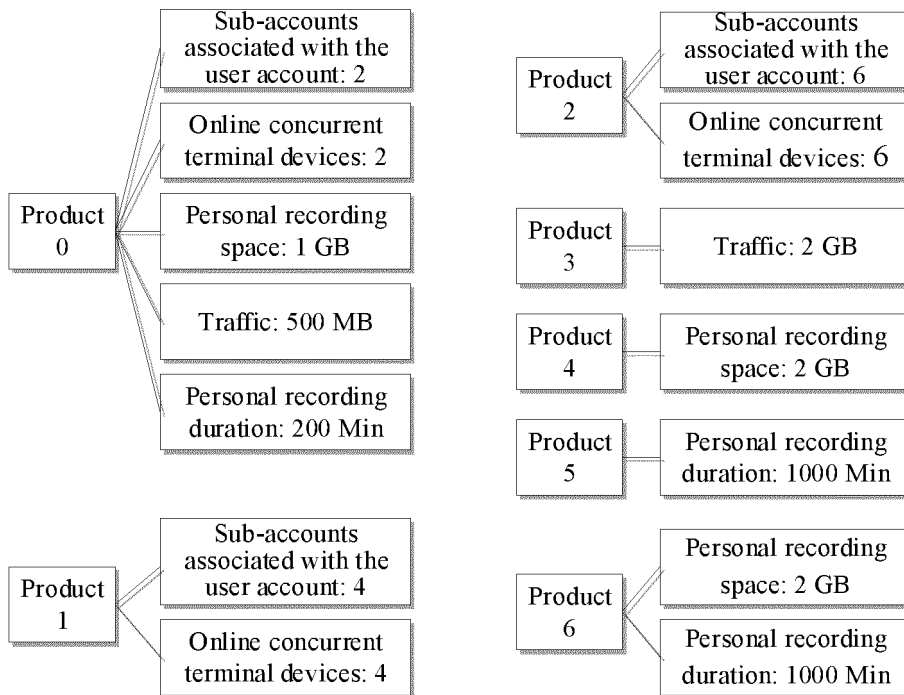 Product
0
Sub-accounts
associated with the
user account: 2
Online concurrent
terminal devices: 2
Personal recording
space: 1 GB
Traffic: 500 MB
Personal recording
duration: 200 Min
Product
1
Sub-accounts
associated with the
user account: 4
Online concurrent
terminal devices: 4
Product
2
Sub-accounts
associated with the
user account: 6
Online concurrent
terminal devices: 6
Product
3
Traffic: 2 GB
Product
4
Personal recording
space: 2 GB
Product
5
Personal recording
duration: 1000 Min
Product
6
Personal recording
space: 2 GB
Personal recording
duration: 1000 Min